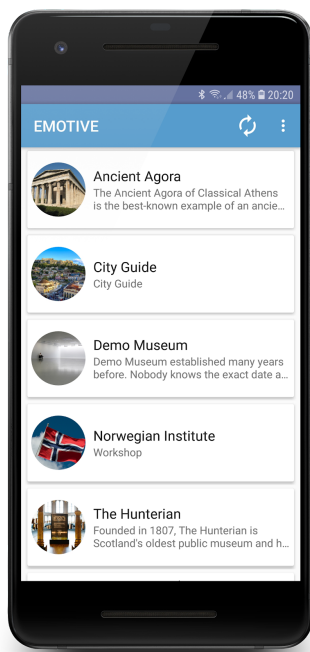 48% 20:20
EMOTIVE
Ancient Agora
The Ancient Agora of Classical Athens
is the best-known example of an ancie...
City Guide
City Guide
Demo Museum
Demo Museum established many years
before. Nobody knows the exact date a...
Norwegian Institute
Workshop
The Hunterian
Founded in 1807, The Hunterian is
Scotland's oldest public museum and h...